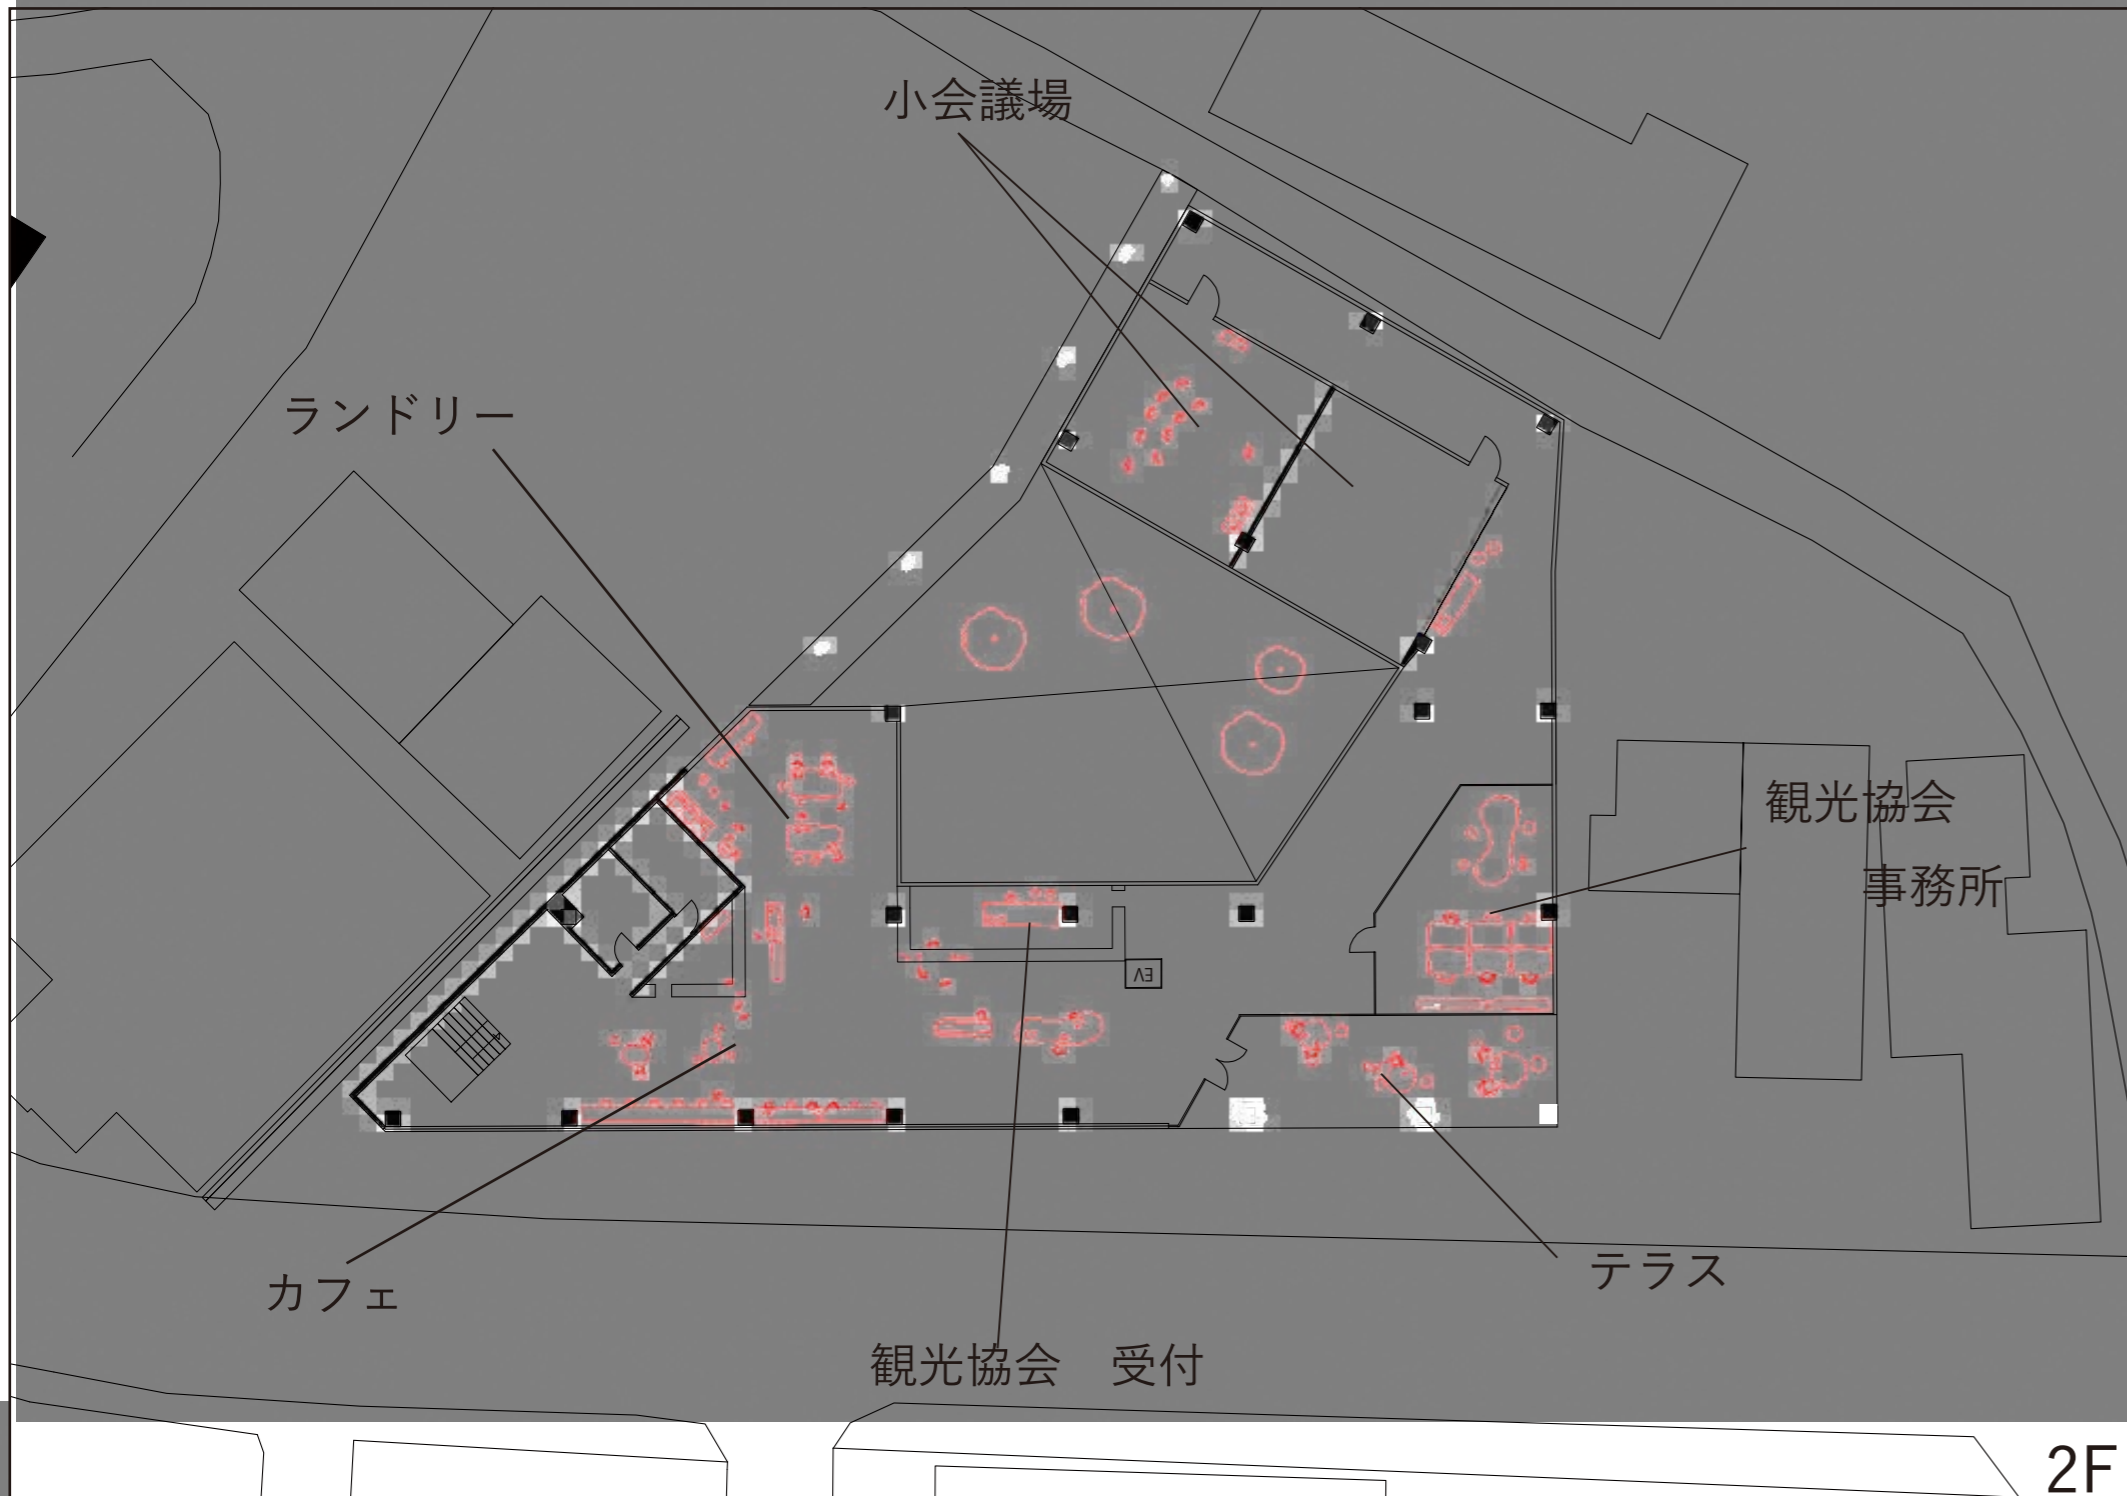 小会議場
ランドリー
観光協会
事務所
EV
カフェ
テラス
観光協会　受付
2F